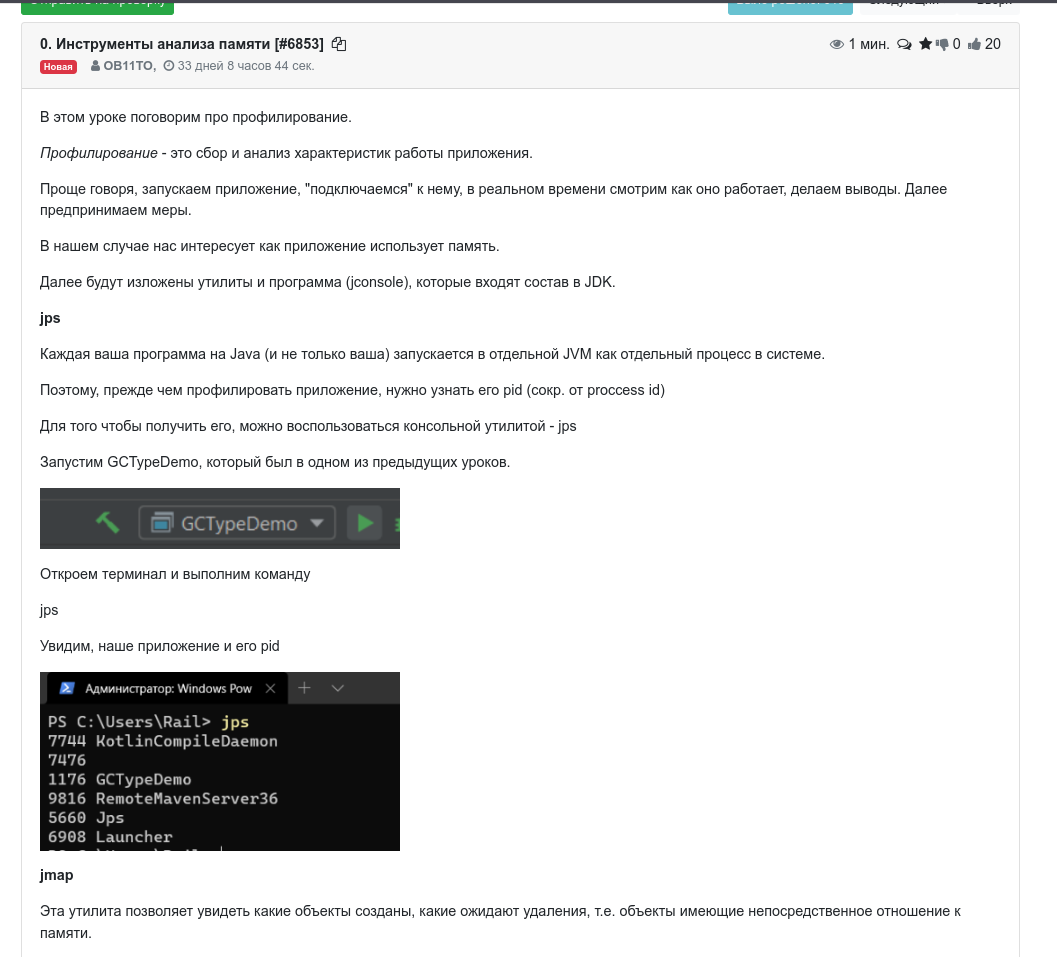 0. Инструменты анализа памяти [#6853]
1 мин. 0 20
Новая OB11TO, 33 дней 8 часов 44 сек.
В этом уроке поговорим про профилирование.
Профилирование - это сбор и анализ характеристик работы приложения.
Проще говоря, запускаем приложение, "подключаемся" к нему, в реальном времени смотрим как оно работает, делаем выводы. Далее
предпринимаем меры.
В нашем случае нас интересует как приложение использует память.
Далее будут изложены утилиты и программа (jconsole), которые входят состав в JDK.
jps
Каждая ваша программа на Java (и не только ваша) запускается в отдельной JVM как отдельный процесс в системе.
Поэтому, прежде чем профилировать приложение, нужно узнать его pid (сокр. от proccess id)
Для того чтобы получить его, можно воспользоваться консольной утилитой - jps
Запустим GCTypeDemo, который был в одном из предыдущих уроков.
GCTypeDemo
Откроем терминал и выполним команду
jps
Увидим, наше приложение и его pid
Администратор: Windows Pow
PS C:\Users\Rail> jps
7744 KotlinCompileDaemon
7476
1176 GCTypeDemo
9816 RemoteMavenServer36
5660 Jps
6908 Launcher
jmap
Эта утилита позволяет увидеть какие объекты созданы, какие ожидают удаления, т.е. объекты имеющие непосредственное отношение к
памяти.